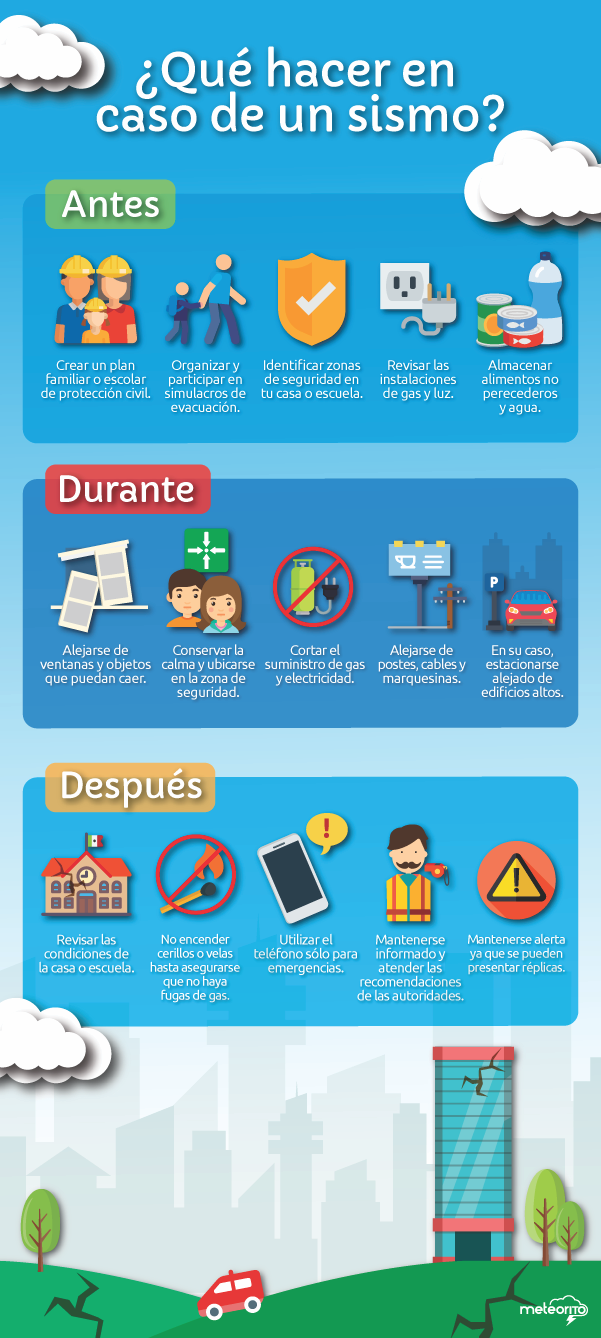 ¿Qué hacer en
caso de un sismo?
Antes
Crear un plan
familiar o escolar
de protección civil.
Organizar y
participar en
simulacros de
evacuación.
Identificar zonas
de seguridad en
tu casa o escuela.
Revisar las
instalaciones
de gas y luz.
Almacenar
alimentos no
perecederos
y agua.
Durante
Alejarse de
ventanas y objetos
que puedan caer.
Conservar la
calma y ubicarse
en la zona de
seguridad.
Cortar el
suministro de gas
y electricidad.
Alejarse de
postes, cables y
marquesinas.
P
En su caso,
estacionarse
alejado de
edificios altos.
Después
Revisar las
condiciones de
la casa o escuela.
No encender
cerillos o velas
hasta asegurarse
que no haya
fugas de gas.
!
Utilizar el
teléfono sólo para
emergencias.
Mantenerse
informado y
atender las
recomendaciones
de las autoridades.
!
Mantenerse alerta
ya que se pueden
presentar réplicas.
meteorITO